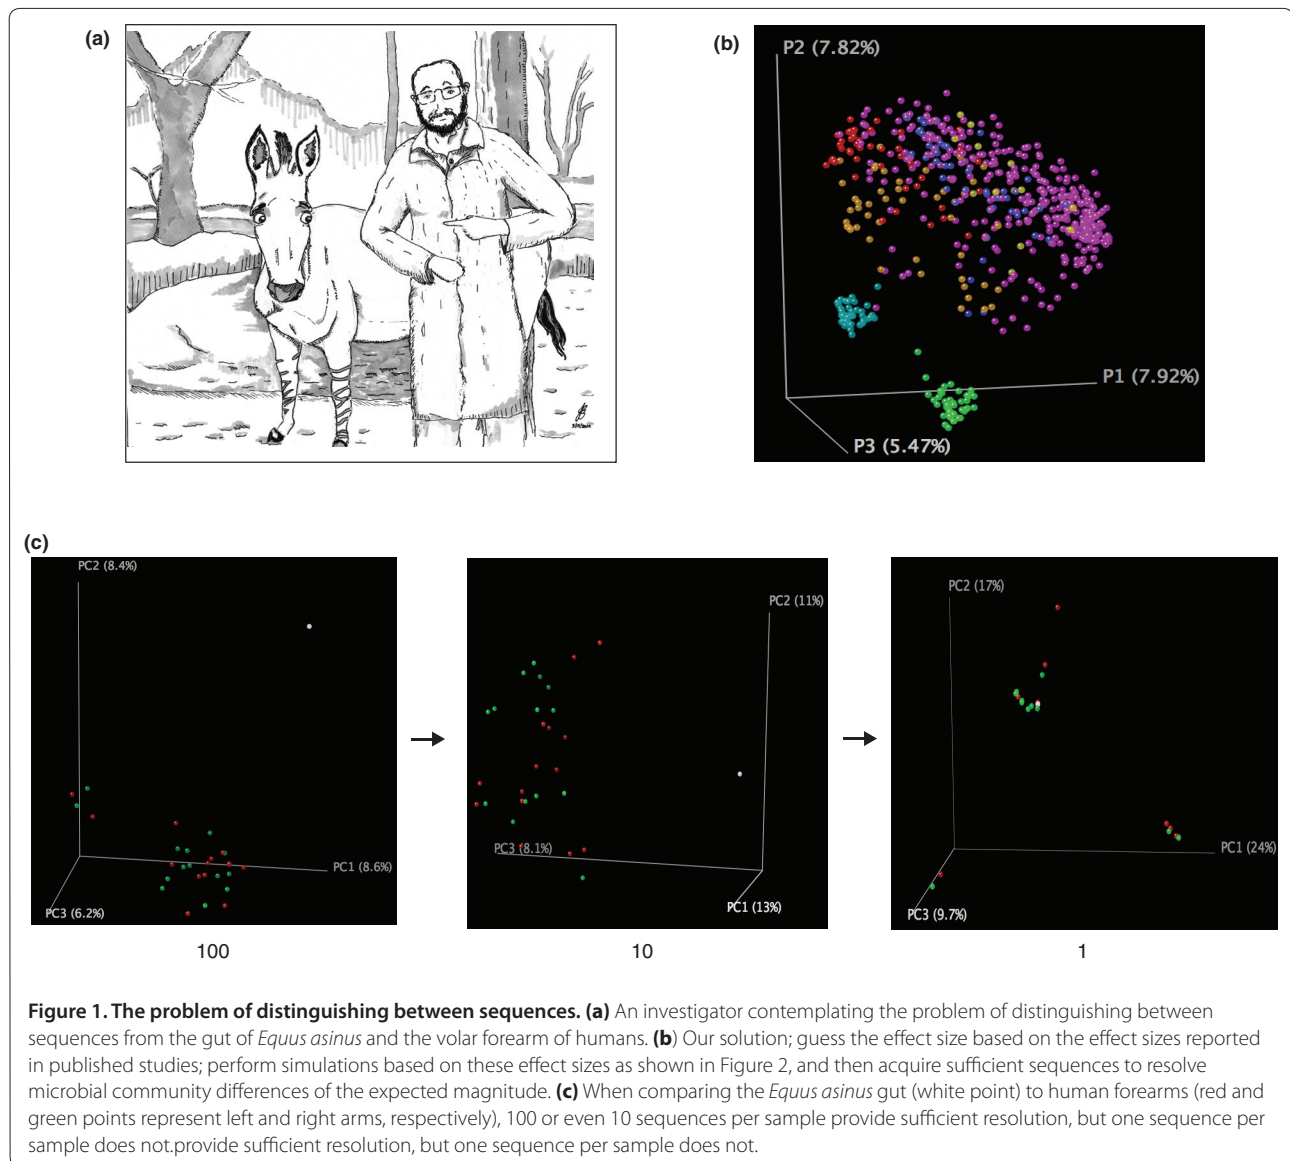 (a)
(b)
P2 (7.82%)
P1 (7.92%)
P3 (5.47%)
(c)
PC2 (8.4%)
PC1 (8.6%)
PC3 (6.2%)
100
PC2 (11%)
PC3 (8.1%)
PC1 (13%)
10
PC2 (17%)
PC1 (24%)
PC3 (9.7%)
1
Figure 1. The problem of distinguishing between sequences. (a) An investigator contemplating the problem of distinguishing between
sequences from the gut of Equus asinus and the volar forearm of humans. (b) Our solution; guess the effect size based on the effect sizes reported
in published studies; perform simulations based on these effect sizes as shown in Figure 2, and then acquire sufficient sequences to resolve
microbial community differences of the expected magnitude. (c) When comparing the Equus asinus gut (white point) to human forearms (red and
green points represent left and right arms, respectively), 100 or even 10 sequences per sample provide sufficient resolution, but one sequence per
sample does not.provide sufficient resolution, but one sequence per sample does not.